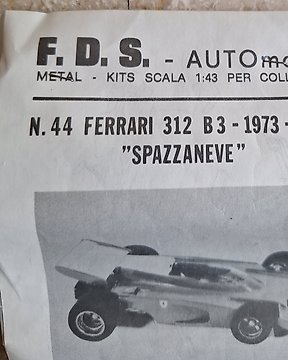 F. D. S. - AUTOmo
METAL - KITS SCALA 1:43 PER COLL
N. 44 FERRARI 312 B3 - 1973 -
"SPAZZANEVE"